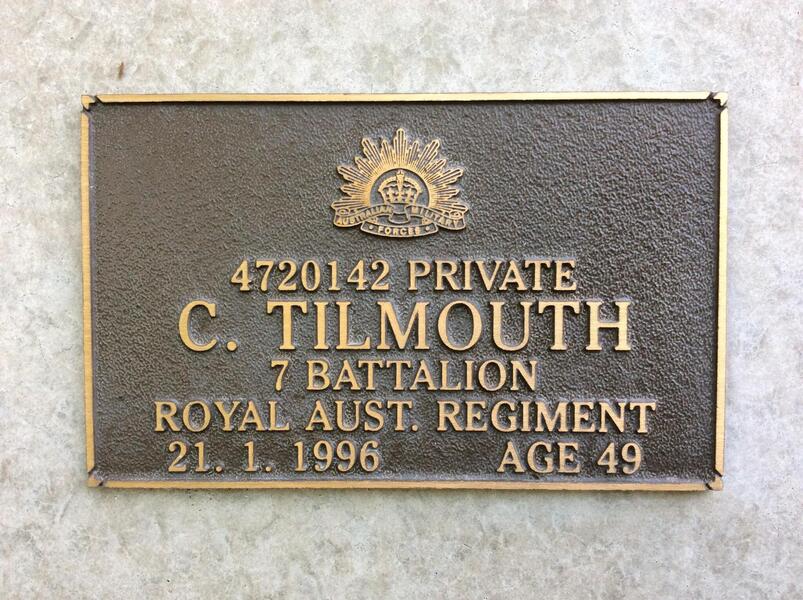 AUSTRALIAN MILITARY
FORCES
4720142 PRIVATE
C. TILMOUTH
7 BATTALION
ROYAL AUST. REGIMENT
21. 1. 1996 AGE 49